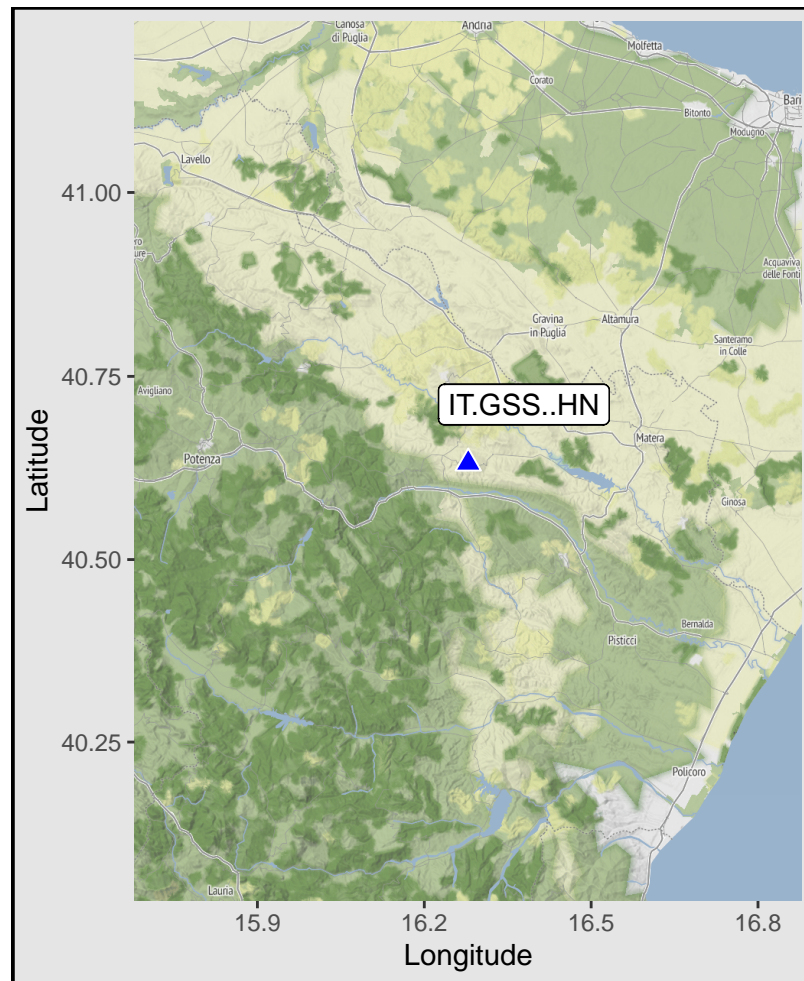 Canosa
di Puglia
Andria
Molfetta
Corato
Bari
Bitonto
Modugno
Lavello
41.00
Acquaviva
delle Fonti
Gravina
in Puglia
Altamura
Santeramo
in Colle
40.75
Avigliano
IT.GSS..HN
Matera
Potenza
Ginosa
Latitude
40.50
Bernalda
Pisticci
40.25
Policoro
Lauria
15.9
16.2
16.5
16.8
Longitude